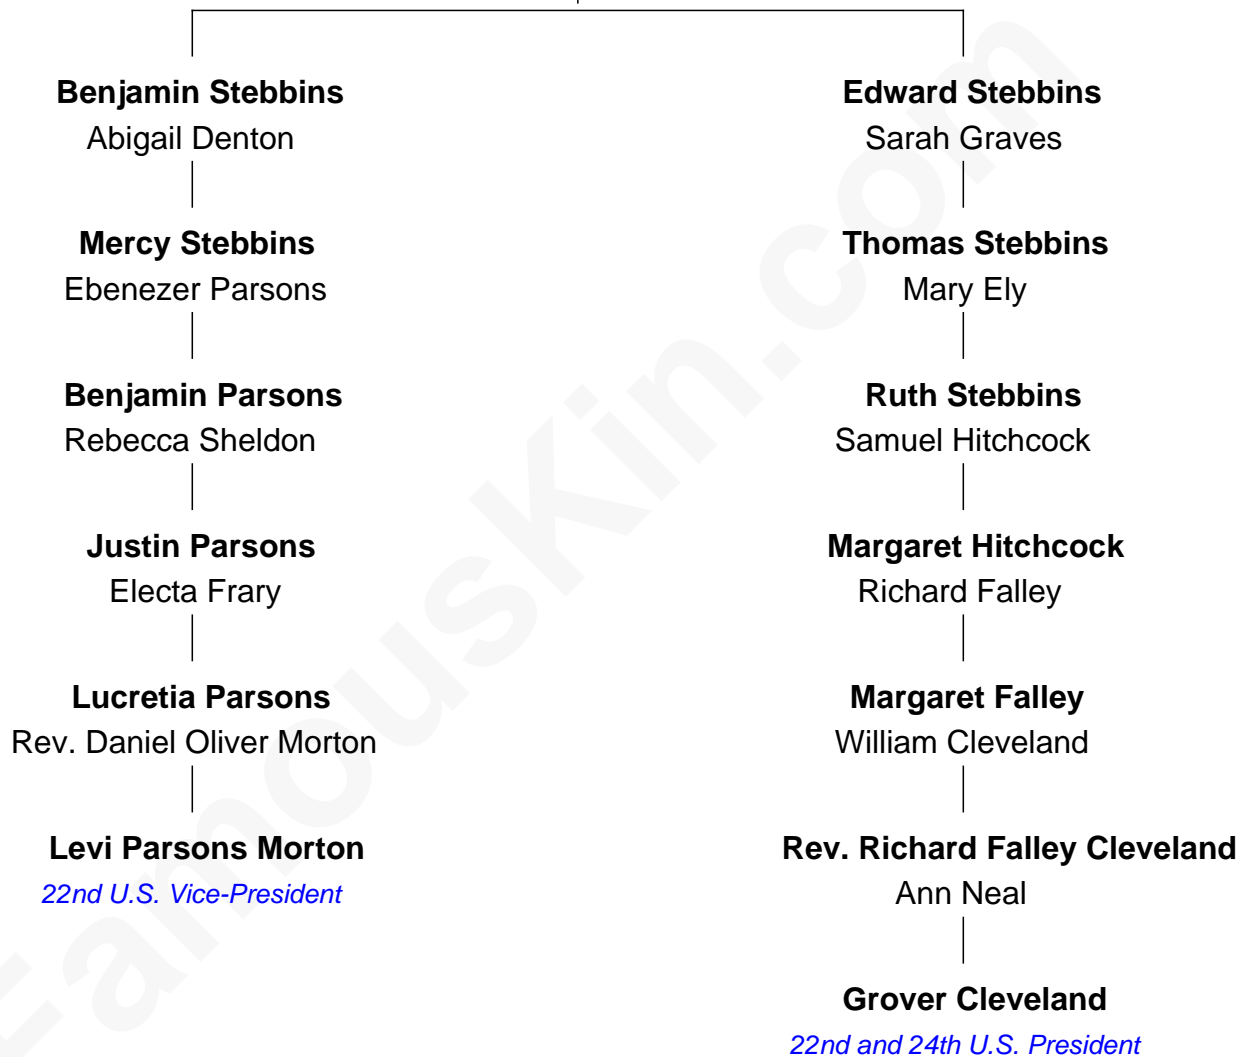 Benjamin Stebbins
Abigail Denton
Mercy Stebbins
Ebenezer Parsons
Benjamin Parsons
Rebecca Sheldon
Justin Parsons
Electa Frary
Lucretia Parsons
Rev. Daniel Oliver Morton
Levi Parsons Morton
22nd U.S. Vice-President
Edward Stebbins
Sarah Graves
Thomas Stebbins
Mary Ely
Ruth Stebbins
Samuel Hitchcock
Margaret Hitchcock
Richard Falley
Margaret Falley
William Cleveland
Rev. Richard Falley Cleveland
Ann Neal
Grover Cleveland
22nd and 24th U.S. President
FamousKin.com